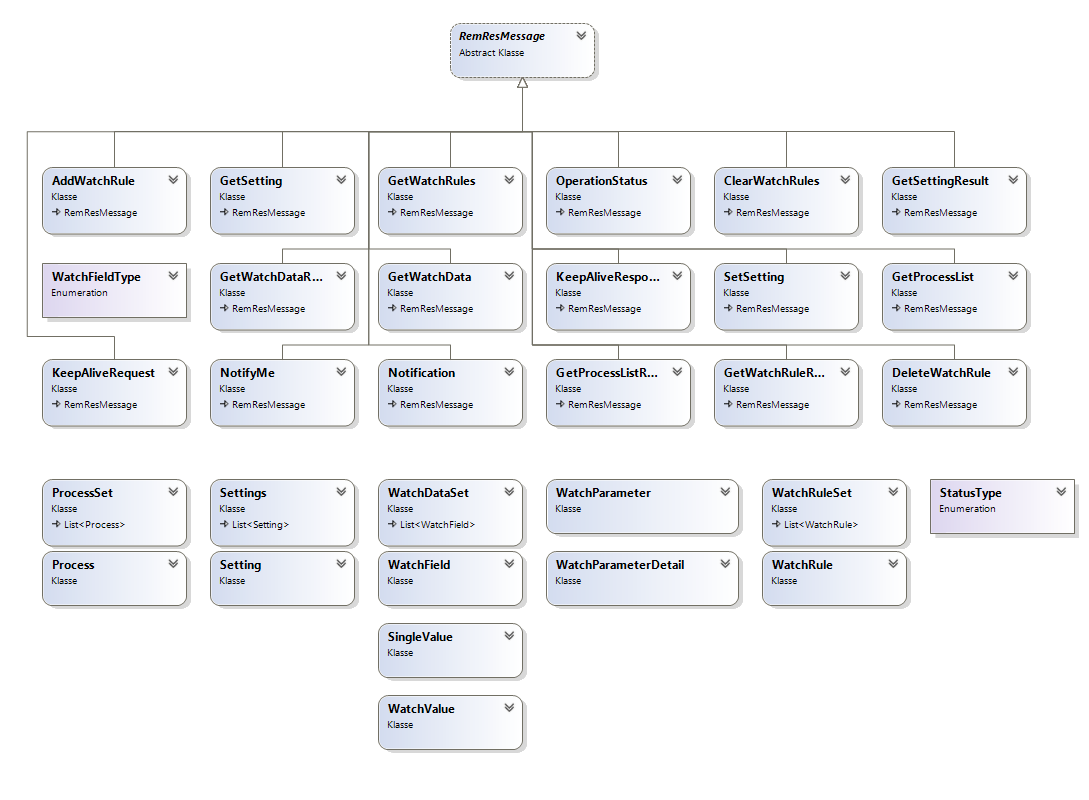 RemResMessage
Abstract Klasse
AddWatchRule
Klasse
RemResMessage
GetSetting
Klasse
RemResMessage
GetWatchRules
Klasse
RemResMessage
OperationStatus
Klasse
RemResMessage
ClearWatchRules
Klasse
RemResMessage
GetSettingResult
Klasse
RemResMessage
WatchFieldType
Enumeration
GetWatchDataR...
Klasse
RemResMessage
GetWatchData
Klasse
RemResMessage
KeepAliveRespo...
Klasse
RemResMessage
SetSetting
Klasse
RemResMessage
GetProcessList
Klasse
RemResMessage
KeepAliveRequest
Klasse
RemResMessage
NotifyMe
Klasse
RemResMessage
Notification
Klasse
RemResMessage
GetProcessListR...
Klasse
RemResMessage
GetWatchRuleR...
Klasse
RemResMessage
DeleteWatchRule
Klasse
RemResMessage
ProcessSet
Klasse
List<Process>
Settings
Klasse
List<Setting>
WatchDataSet
Klasse
List<WatchField>
WatchParameter
Klasse
WatchRuleSet
Klasse
List<WatchRule>
StatusType
Enumeration
Process
Klasse
Setting
Klasse
WatchField
Klasse
WatchParameterDetail
Klasse
WatchRule
Klasse
SingleValue
Klasse
WatchValue
Klasse